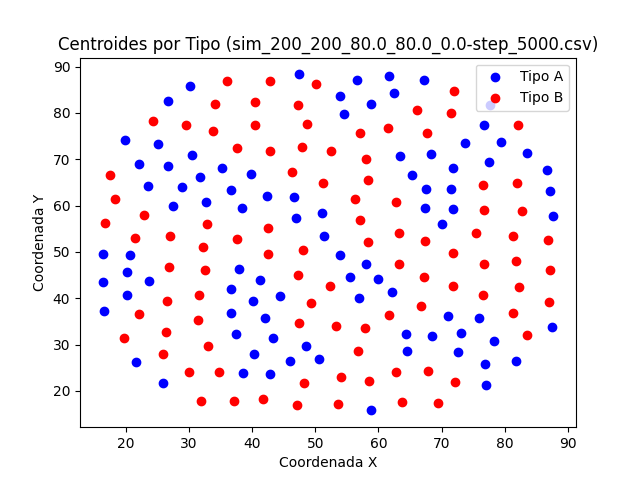 Centroides por Tipo (sim_200_200_80.0_80.0_0.0-step_5000.csv)
Tipo A
Tipo B
90
80
70
60
50
40
30
20
Coordenada Y
20 30 40 50 60 70 80 90
Coordenada X